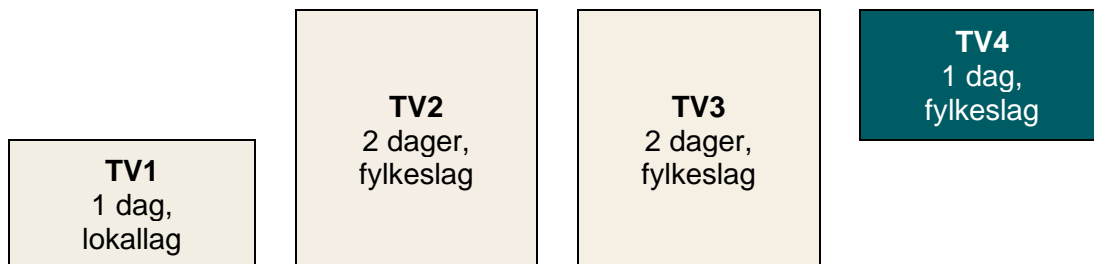 TV1
1 dag,
lokallag
TV2
2 dager,
fylkeslag
TV3
2 dager,
fylkeslag
TV4
1 dag,
fylkeslag